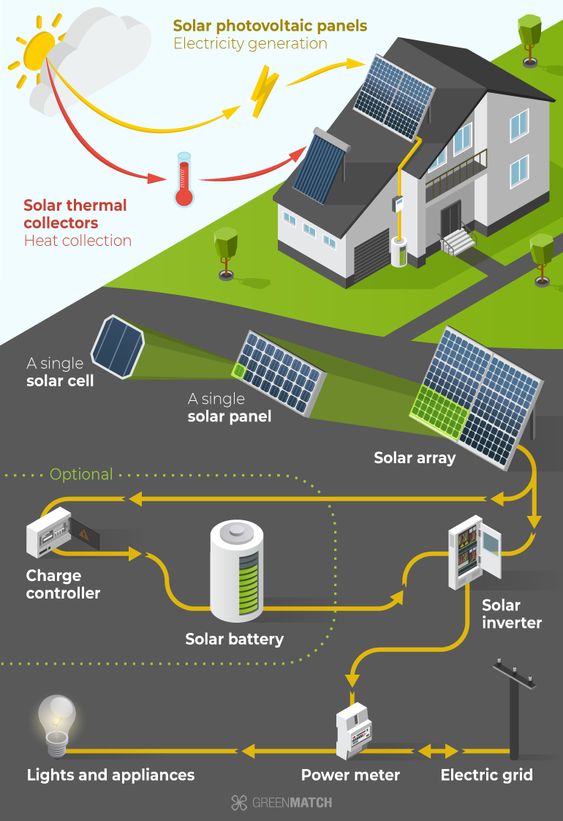 Solar photovoltaic panels
Electricity generation
Solar thermal
collectors
Heat collection
A single
solar cell
A single
solar panel
Solar array
Optional
Charge
controller
Solar battery
Solar
inverter
Lights and appliances
Power meter
Electric grid
GREENMATCH